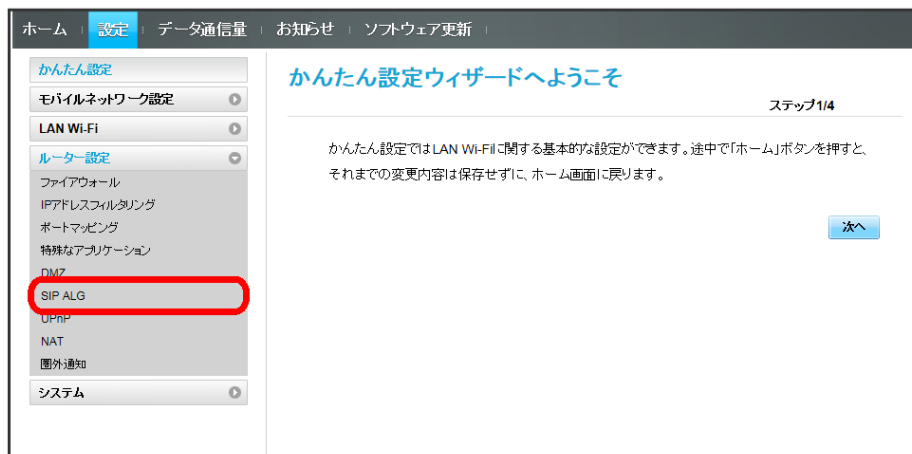 ホーム 設定 データ通信量 お知らせ ソフトウェア更新
かんたん設定
モバイルネットワーク設定
LAN Wi-Fi
ルーター設定
ファイアウォール
IPアドレスフィルタリング
ポートマッピング
特殊なアプリケーション
DMZ
SIP ALG
UPnP
NAT
圏外通知
システム
かんたん設定ウィザードへようこそ
ステップ1/4
かんたん設定ではLAN Wi-Fiに関する基本的な設定ができます。途中で「ホーム」ボタンを押すと、
それまでの変更内容は保存せずに、ホーム画面に戻ります。
次へ